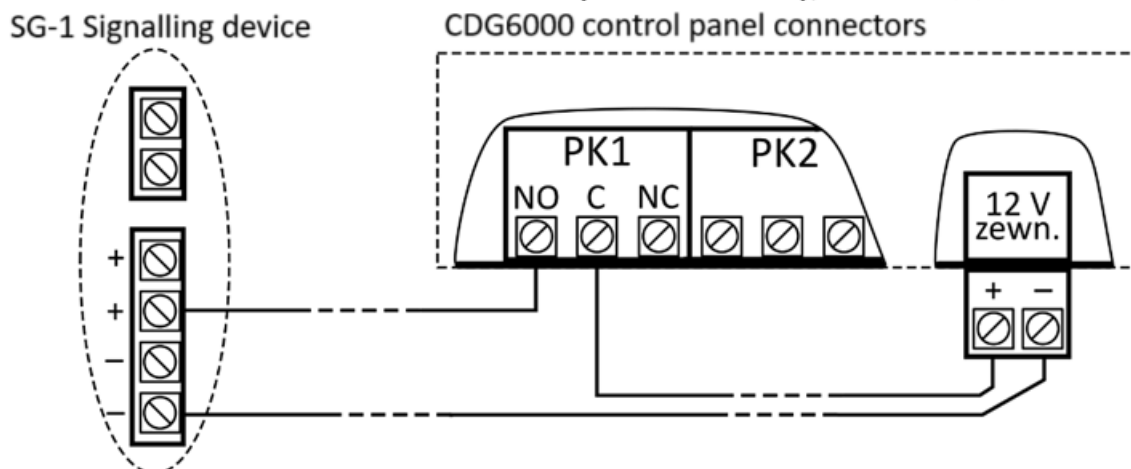 SG-1 Signalling device
CDG6000 control panel connectors
PK1
PK2
NO C NC
12 V
zewn.
+ −
+
+
−
−